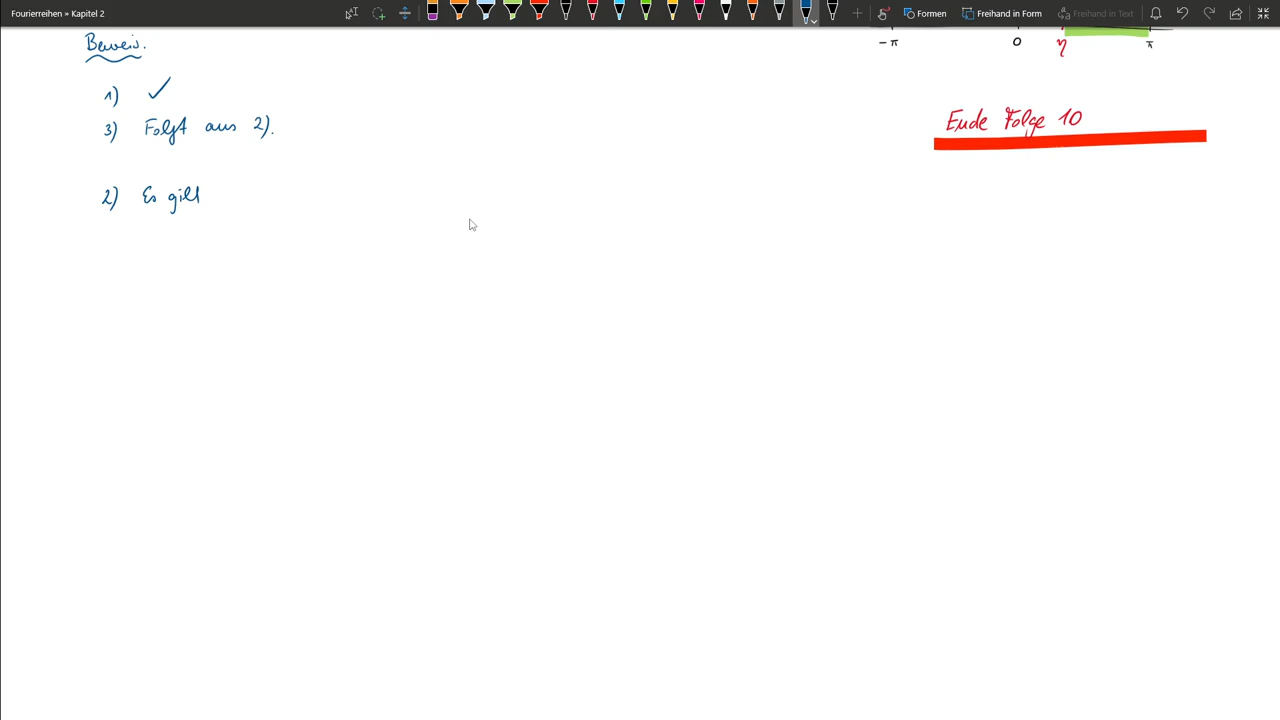 Fourierreihen » Kapitel 2
Formen
Freihand in Form
Freihand in Text
Beweis.
-π 0 η π
1) ✓
3) Folgt aus 2).
Ende Folge 10
2) Es gilt